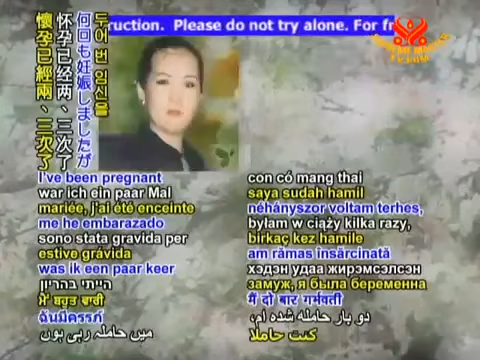 ruction.  Please do not try alone. For fr
두어 번 임신을
何回も妊娠しましたが
怀孕已经两、三次了
懷孕已經兩、三次了
I've been pregnant
war ich ein paar Mal
mariée, j'ai été enceinte
me he embarazado
sono stata gravida per
estive grávida
was ik een paar keer
הייתי בהריון
ਮੈਂ ਬਹੁਤ ਵਾਰੀ
ฉันมีครรภ์
میں حاملہ رہی ہوں
con có mang thai
saya sudah hamil
néhányszor voltam terhes,
byłam w ciąży kilka razy,
birkaç kez hamile
am rămas însărcinată
хэдэн удаа жирэмсэлсэн
замуж, я была беременна
मैं दो बार गर्भवती
دو بار حامله شده ام،
كنت حاملا